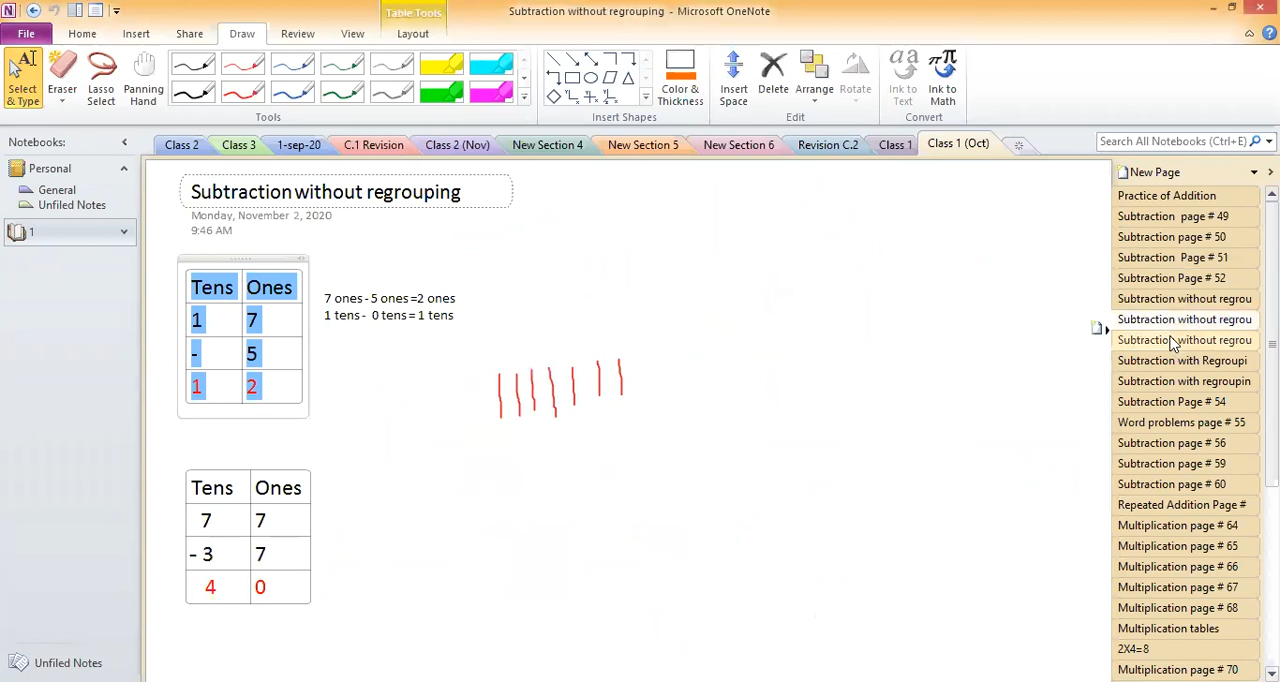 Subtraction without regrouping - Microsoft OneNote
Table Tools
File Home Insert Share Draw Review View Layout
Select & Type
Eraser
Lasso Select
Panning Hand
Color & Thickness
Insert Space
Delete
Arrange
Rotate
Ink to Text
Ink to Math
Tools
Insert Shapes
Edit
Convert
Notebooks:
Class 2 Class 3 1-sep-20 C.1 Revision Class 2 (Nov) New Section 4 New Section 5 New Section 6 Revision C.2 Class 1 Class 1 (Oct)
Search All Notebooks (Ctrl+E)
Personal
General
Unfiled Notes
1
Unfiled Notes
Subtraction without regrouping
Monday, November 2, 2020
9:46 AM
Tens Ones
1 7
- 5
1 2
7 ones - 5 ones =2 ones
1 tens - 0 tens = 1 tens
Tens Ones
7 7
- 3 7
4 0
New Page
Practice of Addition
Subtraction page # 49
Subtraction page # 50
Subtraction Page # 51
Subtraction Page # 52
Subtraction without regrou
Subtraction without regrou
Subtraction without regrou
Subtraction with Regroupi
Subtraction with regroupin
Subtraction Page # 54
Word problems page # 55
Subtraction page # 56
Subtraction page # 59
Subtraction page # 60
Repeated Addition Page #
Multiplication page # 64
Multiplication page # 65
Multiplication page # 66
Multiplication page # 67
Multiplication page # 68
Multiplication tables
2X4=8
Multiplication page # 70